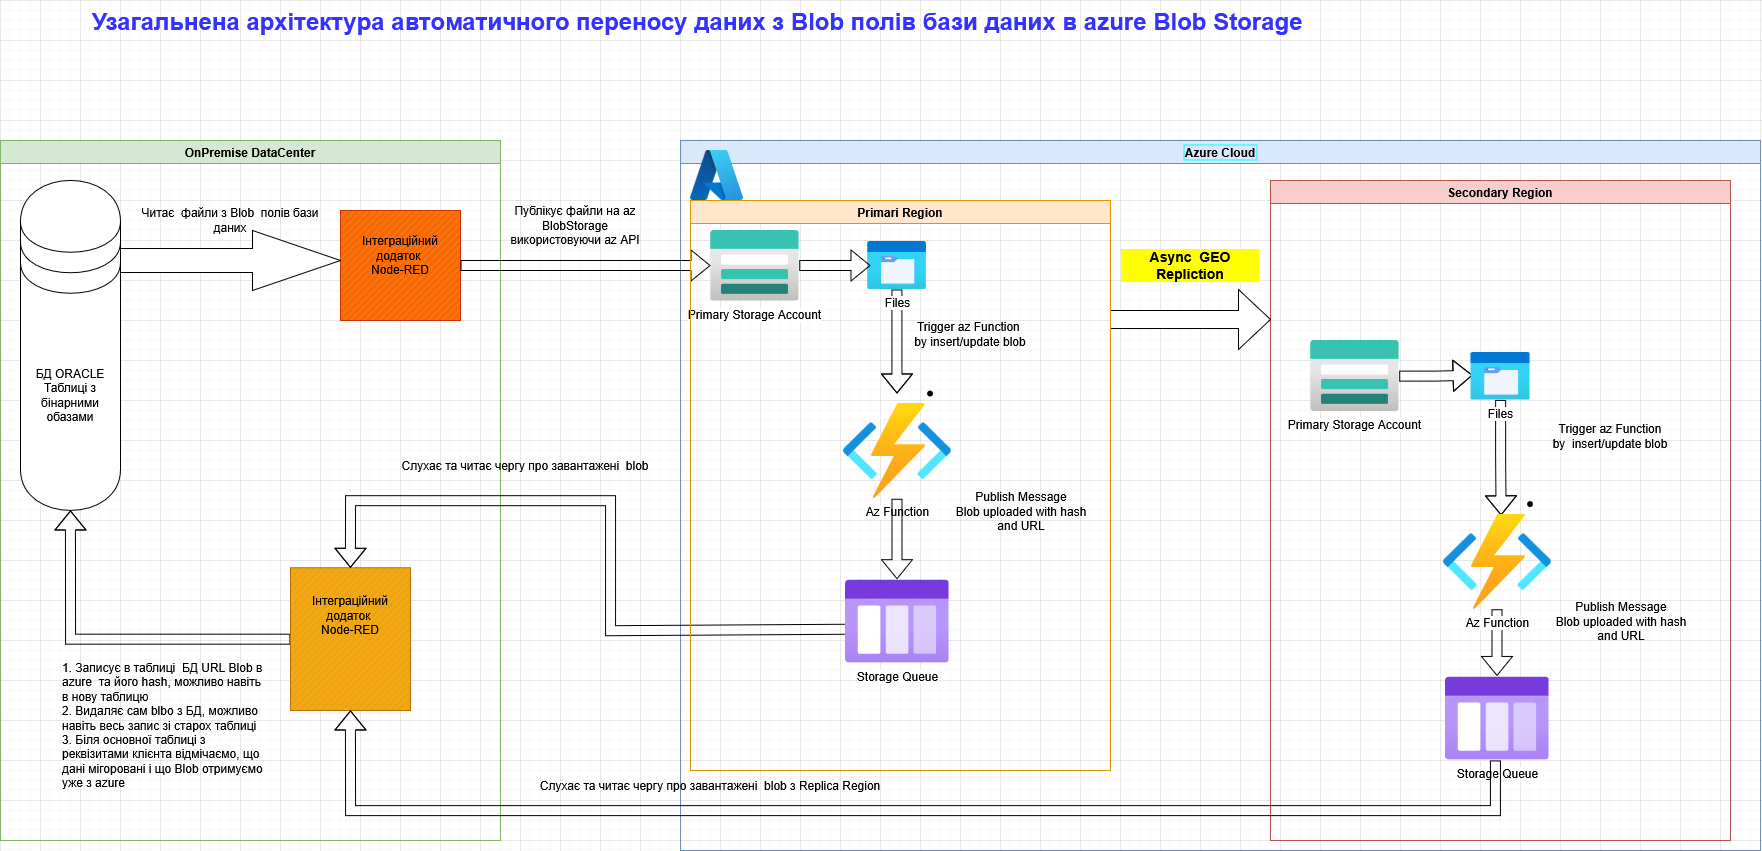 Узагальнена архітектура автоматичного переносу даних з Blob полів бази даних в azure Blob Storage
OnPremise DataCenter
Читає файли з Blob полів бази
даних
Інтеграційний
додаток
Node-RED
БД ORACLE
Таблиці з
бінарними
обазами
Публікує файли на az
BlobStorage
використовуючи az API
Azure Cloud
Primari Region
Primary Storage Account
Files
Trigger az Function
by insert/update blob
Az Function
Publish Message
Blob uploaded with hash
and URL
Storage Queue
Async GEO
Repliction
Secondary Region
Primary Storage Account
Files
Trigger az Function
by insert/update blob
Az Function
Publish Message
Blob uploaded with hash
and URL
Storage Queue
Слухає та читає чергу про завантажені blob
Інтеграційний
додаток
Node-RED
1. Записує в таблиці БД URL Blob в
azure та його hash, можливо навіть
в нову таблицю
2. Видаляє сам blbo з БД, можливо
навіть весь запис зі старох таблиці
3. Біля основної таблиці з
реквізитами клієнта відмічаємо, що
дані мігоровані і що Blob отримуємо
уже з azure
Слухає та читає чергу про завантажені blob з Replica Region